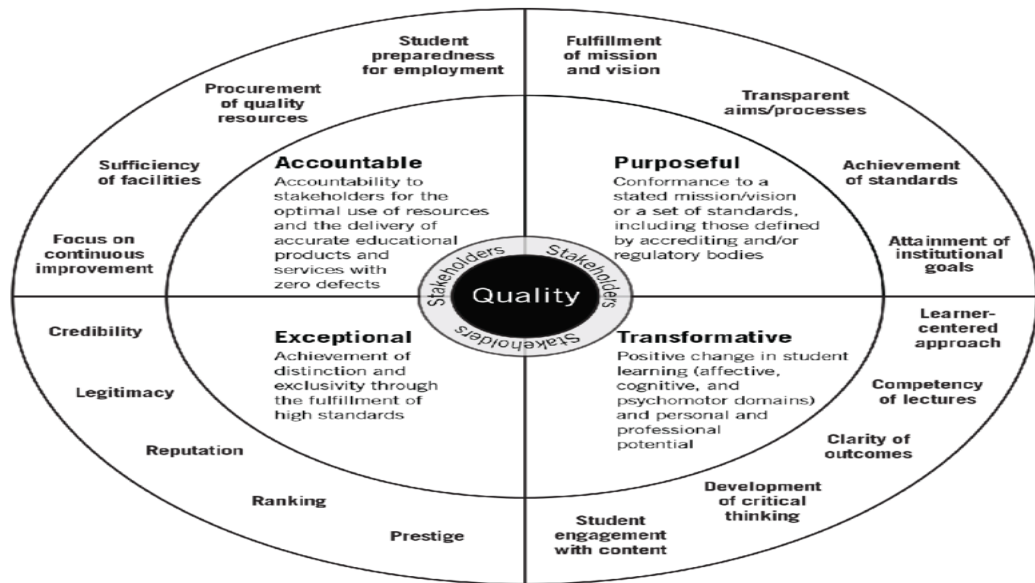 Student
preparedness
for employment
Procurement
of quality
resources
Sufficiency
of facilities
Focus on
continuous
improvement
Accountable
Accountability to
stakeholders for the
optimal use of resources
and the delivery of
accurate educational
products and
services with
zero defects
Fulfillment
of mission
and vision
Transparent
aims/processes
Achievement
of standards
Attainment of
institutional
goals
Purposeful
Conformance to a
stated mission/vision
or a set of standards,
including those defined
by accrediting and/or
regulatory bodies
Stakeholders
Stakeholders
Stakeholders
Quality
Credibility
Legitimacy
Reputation
Ranking
Prestige
Exceptional
Achievement of
distinction and
exclusivity through
the fulfillment of
high standards
Transformative
Positive change in student
learning (affective,
cognitive, and
psychomotor domains)
and personal and
professional
potential
Learner-
centered
approach
Competency
of lectures
Clarity of
outcomes
Development
of critical
thinking
Student
engagement
with content